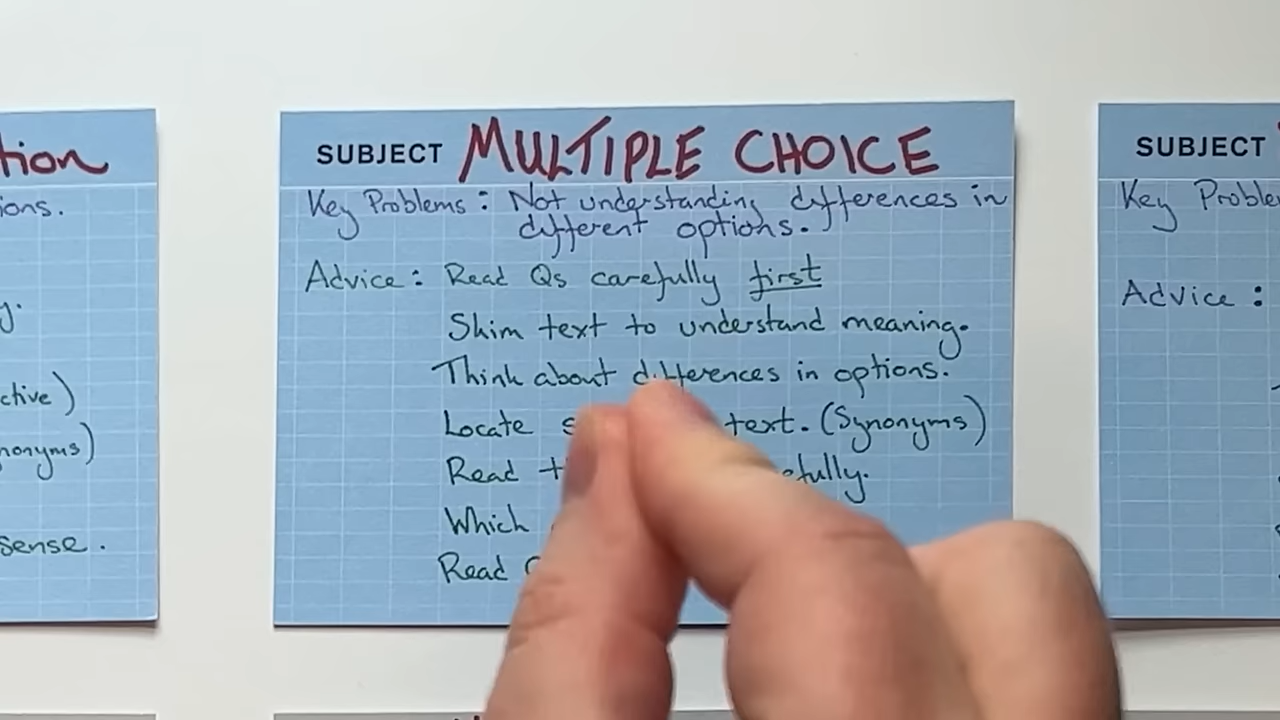 tion
ions.
y.
ctive)
nonyms)
sense.
SUBJECT MULTIPLE CHOICE
Key Problems: Not understanding differences in
different options.
Advice: Read Qs carefully first
Skim text to understand meaning.
Think about differences in options.
Locate text. (Synonyms)
Read efully.
Which
Read
SUBJECT
Key Proble
Advice: